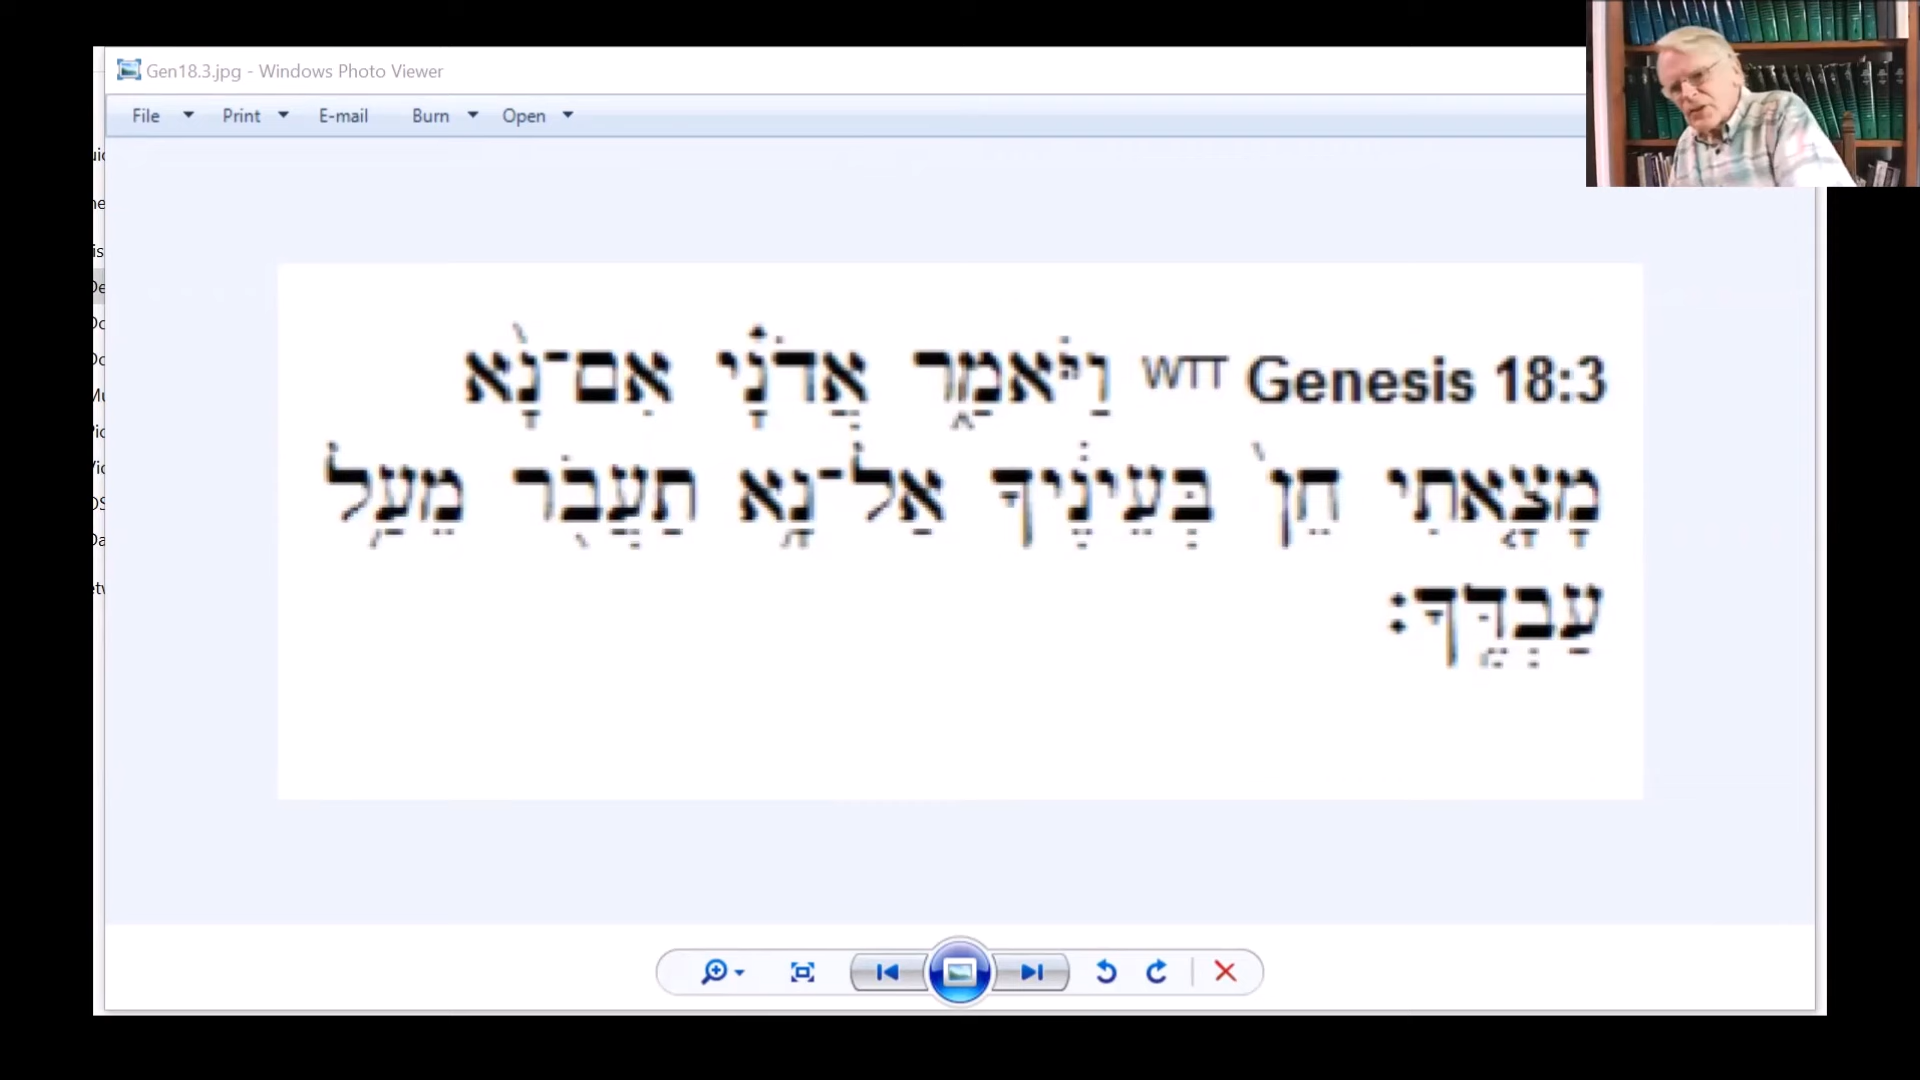 Gen18.3.jpg - Windows Photo Viewer
File Print E-mail Burn Open
WTT Genesis 18:3 וַיֹּאמַ֑ר אֲדֹנָ֗י אִם־נָ֨א
מָצָ֤אתִי חֵן֙ בְּעֵינֶ֔יךָ אַל־נָ֥א תַעֲבֹ֖ר מֵעַ֥ל
עַבְדֶּֽךָ׃